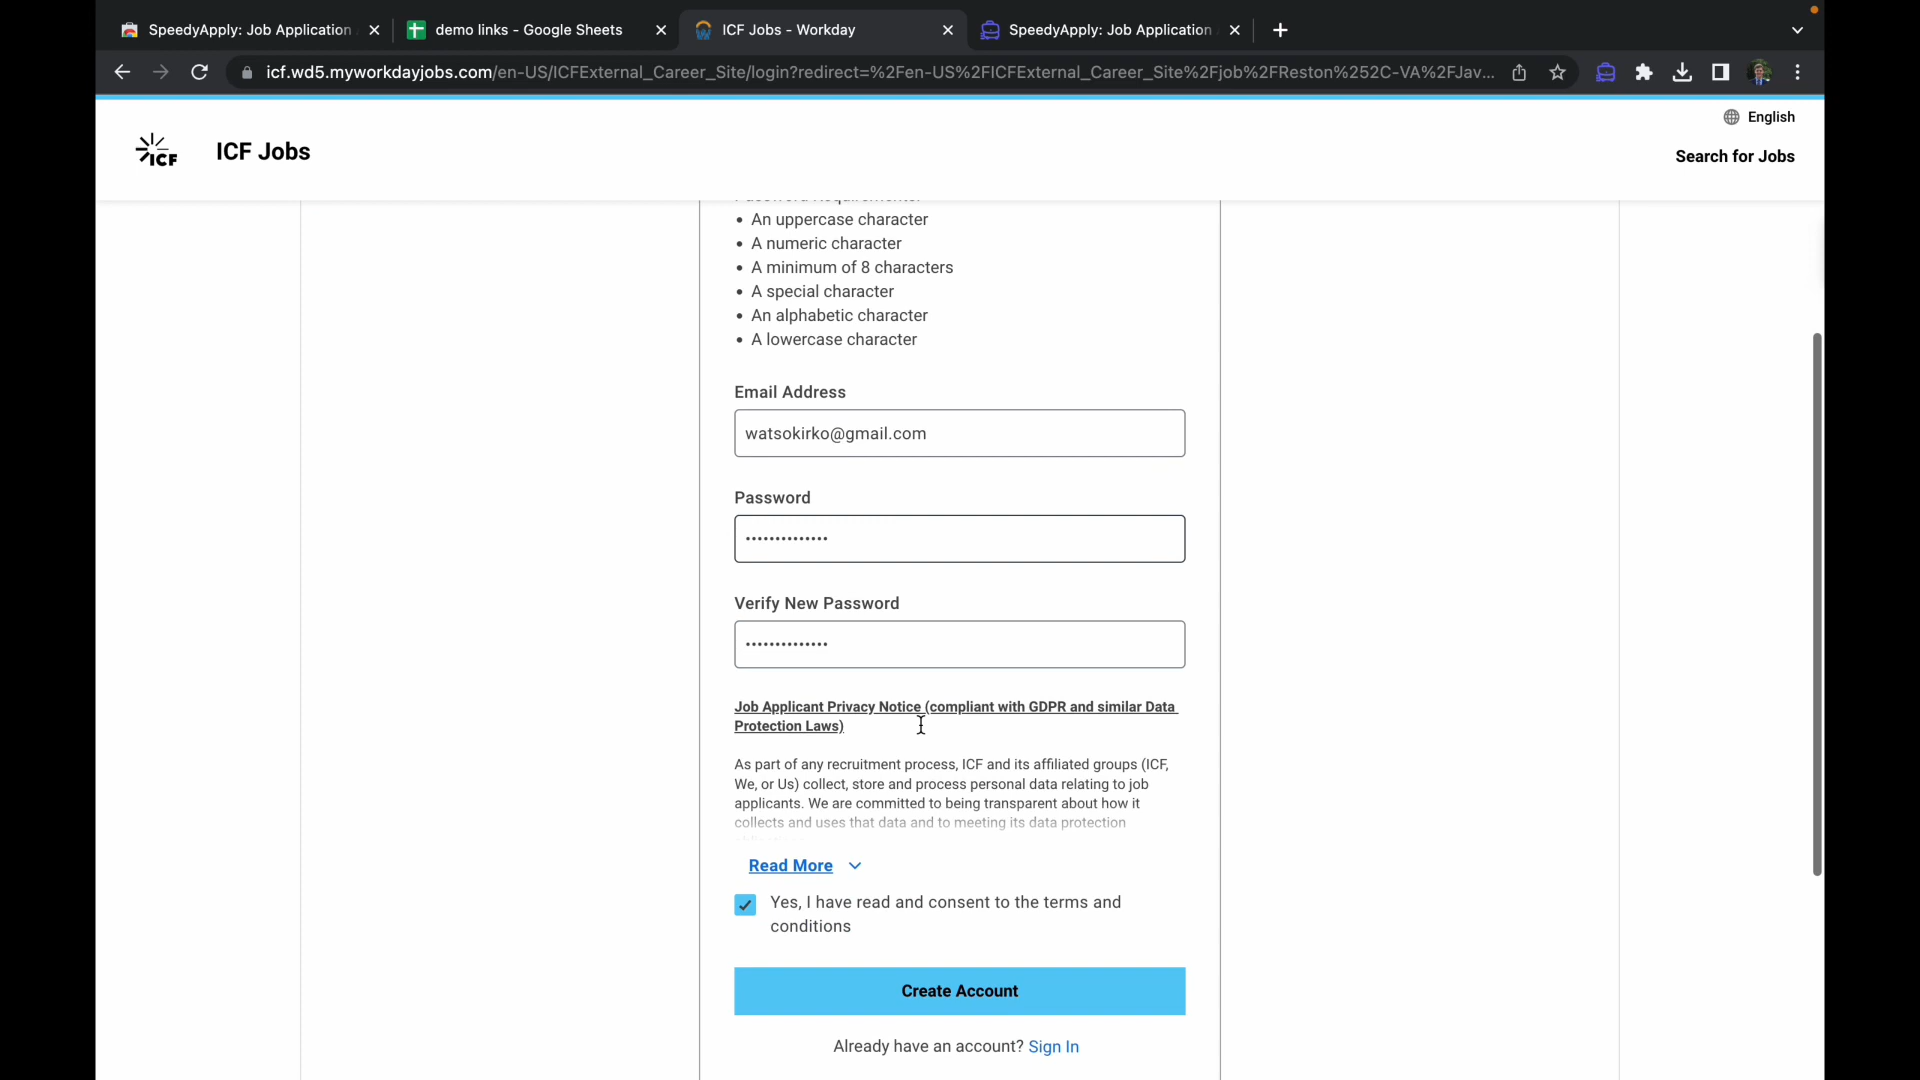 SpeedyApply: Job Application
demo links - Google Sheets
ICF Jobs - Workday
SpeedyApply: Job Application
icf.wd5.myworkdayjobs.com/en-US/ICFExternal_Career_Site/login?redirect=%2Fen-US%2FICFExternal_Career_Site%2Fjob%2FReston%252C-VA%2FJav...
English
ICF
ICF Jobs
Search for Jobs
• An uppercase character
• A numeric character
• A minimum of 8 characters
• A special character
• An alphabetic character
• A lowercase character
Email Address
watsokirko@gmail.com
Password
••••••••••••••
Verify New Password
••••••••••••••
Job Applicant Privacy Notice (compliant with GDPR and similar Data
Protection Laws)
As part of any recruitment process, ICF and its affiliated groups (ICF,
We, or Us) collect, store and process personal data relating to job
applicants. We are committed to being transparent about how it
collects and uses that data and to meeting its data protection
Read More
Yes, I have read and consent to the terms and
conditions
Create Account
Already have an account? Sign In